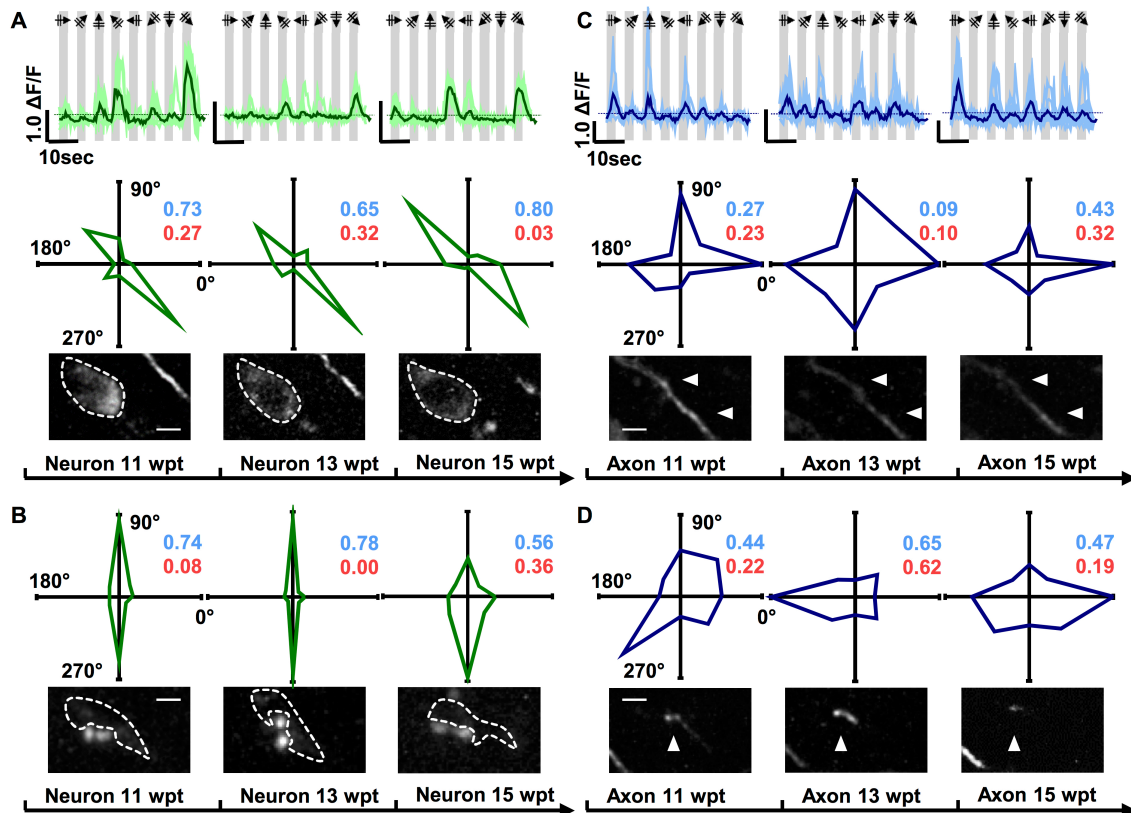 A
1.0 ΔF/F
10sec
90°
180°
0°
270°
0.73
0.27
0.65
0.32
0.80
0.03
Neuron 11 wpt
Neuron 13 wpt
Neuron 15 wpt
C
1.0 ΔF/F
10sec
90°
180°
0°
270°
0.27
0.23
0.09
0.10
0.43
0.32
Axon 11 wpt
Axon 13 wpt
Axon 15 wpt
B
90°
180°
0°
270°
0.74
0.08
0.78
0.00
0.56
0.36
Neuron 11 wpt
Neuron 13 wpt
Neuron 15 wpt
D
90°
180°
0°
270°
0.44
0.22
0.65
0.62
0.47
0.19
Axon 11 wpt
Axon 13 wpt
Axon 15 wpt